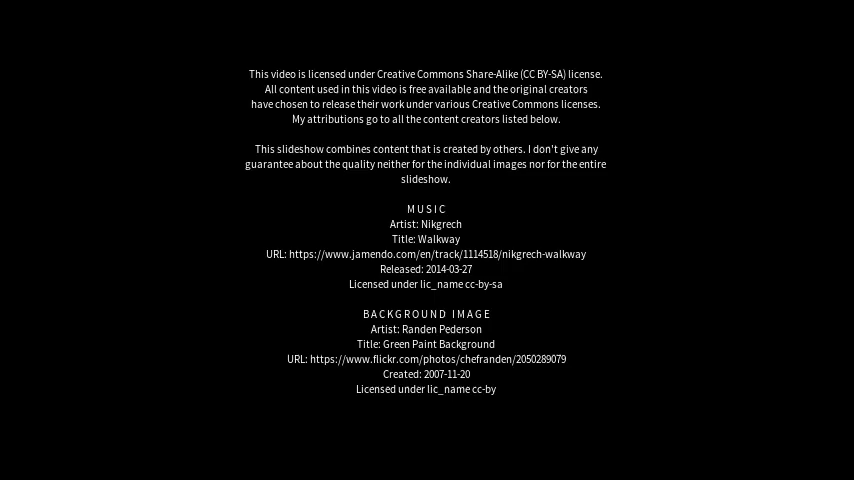 This video is licensed under Creative Commons Share-Alike (CC BY-SA) license.
All content used in this video is free available and the original creators
have chosen to release their work under various Creative Commons licenses.
My attributions go to all the content creators listed below.
This slideshow combines content that is created by others. I don't give any
guarantee about the quality neither for the individual images nor for the entire
slideshow.
MUSIC
Artist: Nikgrech
Title: Walkway
URL: https://www.jamendo.com/en/track/1114518/nikgrech-walkway
Released: 2014-03-27
Licensed under lic_name cc-by-sa
BACKGROUND IMAGE
Artist: Randen Pederson
Title: Green Paint Background
URL: https://www.flickr.com/photos/chefranden/2050289079
Created: 2007-11-20
Licensed under lic_name cc-by